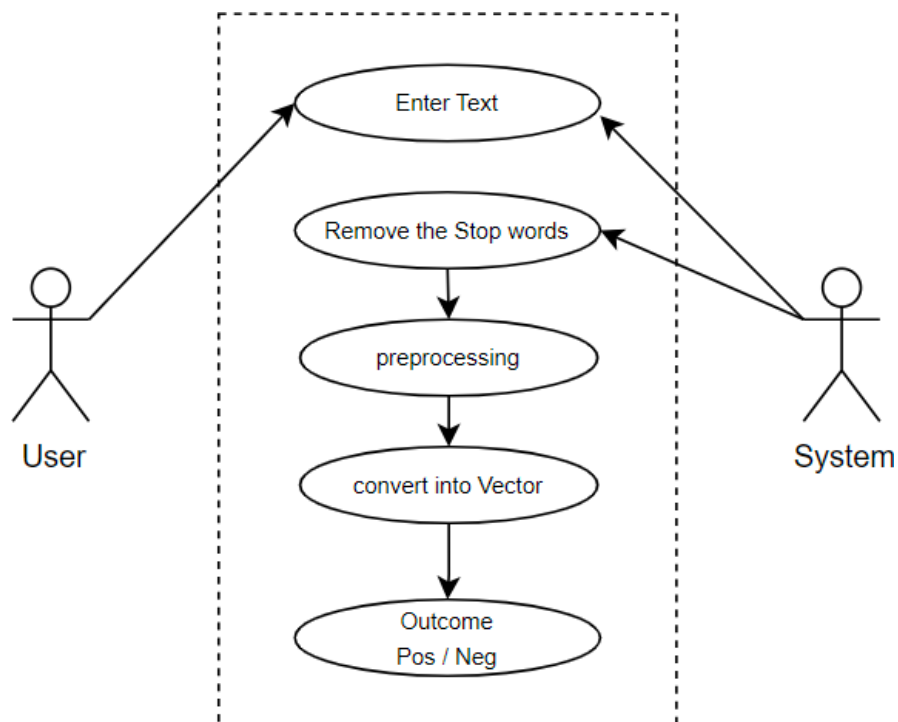 Enter Text
Remove the Stop words
preprocessing
User
System
convert into Vector
Outcome
Pos / Neg